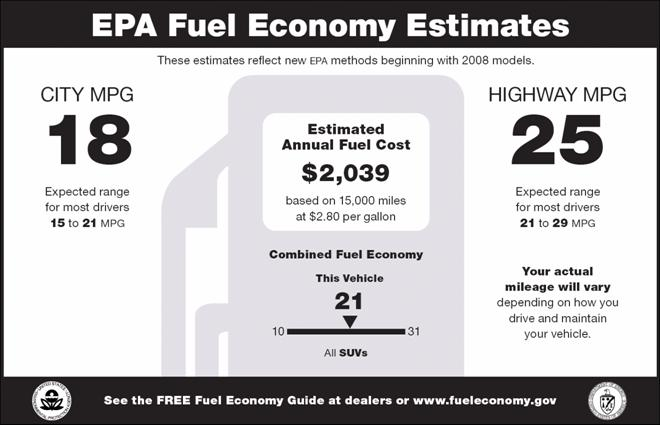 EPA Fuel Economy Estimates
These estimates reflect new EPA methods beginning with 2008 models.
CITY MPG
18
Expected range
for most drivers
15 to 21 MPG
Estimated
Annual Fuel Cost
$2,039
based on 15,000 miles
at $2.80 per gallon
Combined Fuel Economy
This Vehicle
21
10 31
All SUVs
HIGHWAY MPG
25
Expected range
for most drivers
21 to 29 MPG
Your actual
mileage will vary
depending on how you
drive and maintain
your vehicle.
See the FREE Fuel Economy Guide at dealers or www.fueleconomy.gov